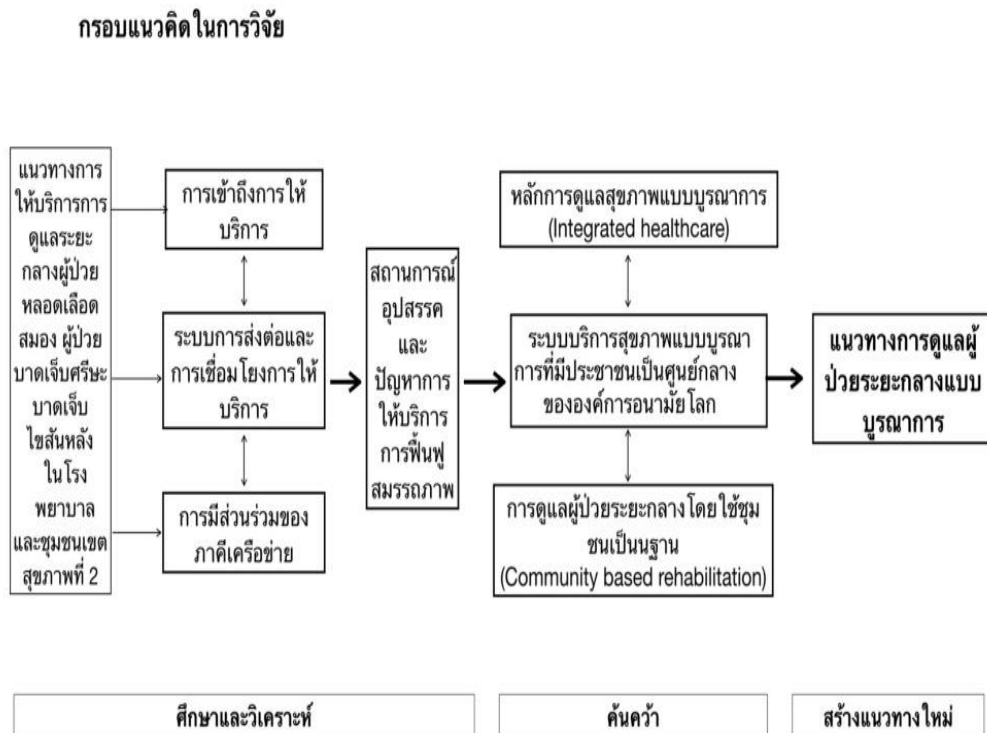 กรอบแนวคิดในการวิจัย
แนวทางการ
ให้บริการการ
ดูแลระยะ
กลางผู้ป่วย
หลอดเลือด
สมอง ผู้ป่วย
บาดเจ็บศรีษะ
บาดเจ็บ
ไขสันหลัง
ในโรง
พยาบาล
และชุมชนเขต
สุขภาพที่ 2
การเข้าถึงการให้
บริการ
ระบบการส่งต่อและ
การเชื่อมโยงการให้
บริการ
การมีส่วนร่วมของ
ภาคีเครือข่าย
สถานการณ์
อุปสรรค
และ
ปัญหาการ
ให้บริการ
การฟื้นฟู
สมรรถภาพ
หลักการดูแลสุขภาพแบบบูรณาการ
(Integrated healthcare)
ระบบบริการสุขภาพแบบบูรณา
การที่มีประชาชนเป็นศูนย์กลาง
ขององค์การอนามัยโลก
การดูแลผู้ป่วยระยะกลางโดยใช้ชุม
ชนเป็นนฐาน
(Community based rehabilitation)
แนวทางการดูแลผู้
ป่วยระยะกลางแบบ
บูรณาการ
ศึกษาและวิเคราะห์
ค้นคว้า
สร้างแนวทางใหม่